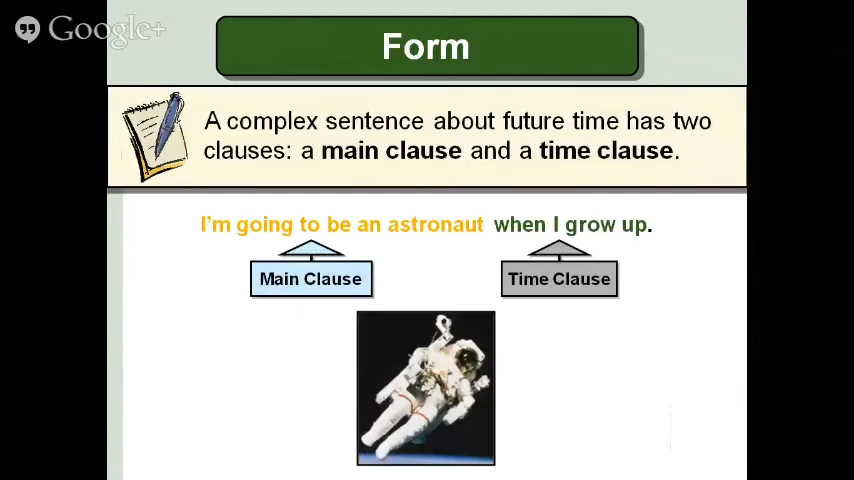 Google+
Form
A complex sentence about future time has two
clauses: a main clause and a time clause.
I'm going to be an astronaut when I grow up.
Main Clause
Time Clause